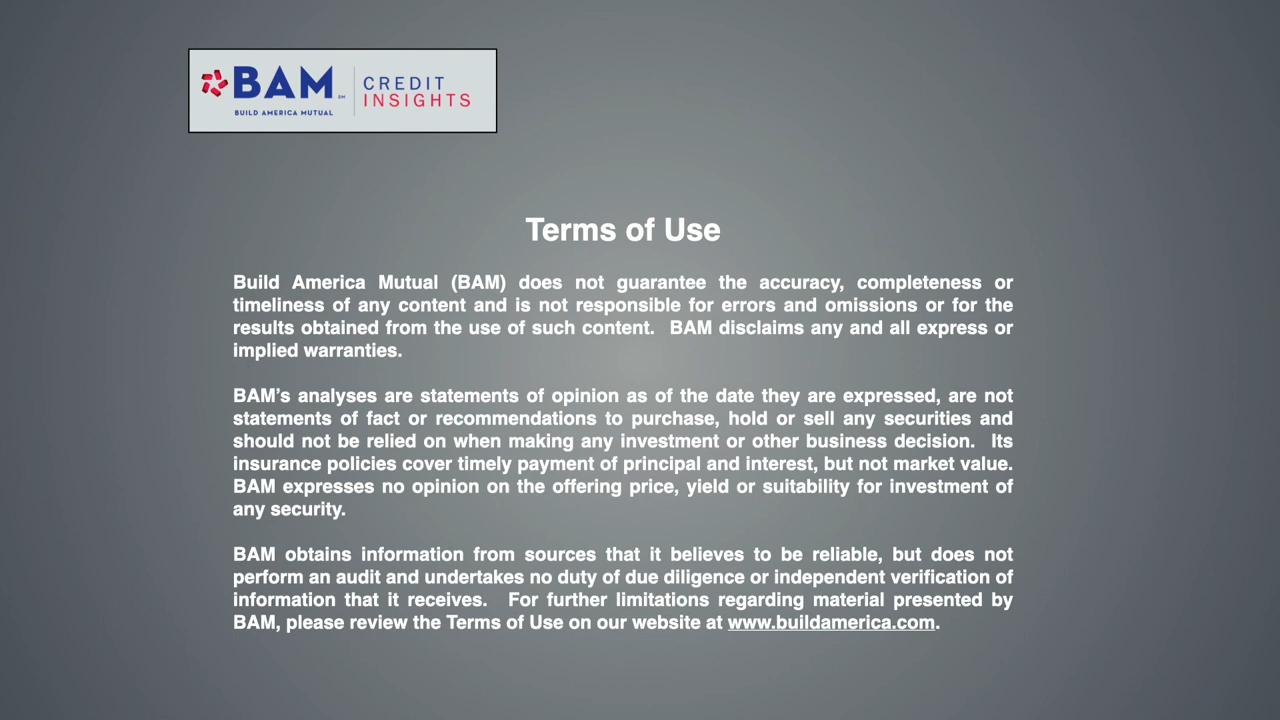 BAM SM
BUILD AMERICA MUTUAL
CREDIT
INSIGHTS
Terms of Use
Build America Mutual (BAM) does not guarantee the accuracy, completeness or
timeliness of any content and is not responsible for errors and omissions or for the
results obtained from the use of such content. BAM disclaims any and all express or
implied warranties.
BAM’s analyses are statements of opinion as of the date they are expressed, are not
statements of fact or recommendations to purchase, hold or sell any securities and
should not be relied on when making any investment or other business decision. Its
insurance policies cover timely payment of principal and interest, but not market value.
BAM expresses no opinion on the offering price, yield or suitability for investment of
any security.
BAM obtains information from sources that it believes to be reliable, but does not
perform an audit and undertakes no duty of due diligence or independent verification of
information that it receives. For further limitations regarding material presented by
BAM, please review the Terms of Use on our website at www.buildamerica.com.